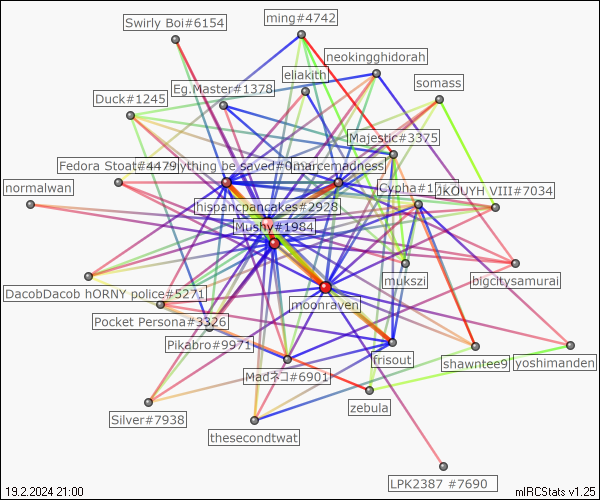 ming#4742
Swirly Boi#6154
neokingghidorah
eliakith
somass
Eg.Master#1378
Duck#1245
Majestic#3375
Fedora Stoat#4479
ything be saved#0
marcemadness
normalwan
Cypha#1
JKOUYH VIII#7034
hispancpancakes#2928
Mushy#1984
mukszi
bigcitysamurai
DacobDacob hORNY police#5271
moonraven
Pocket Persona#3326
Pikabro#9971
frisout
shawntee9
yoshimanden
Madネコ#6901
zebula
Silver#7938
thesecondtwat
LPK2387 #7690
19.2.2024 21:00
mIRCStats v1.25